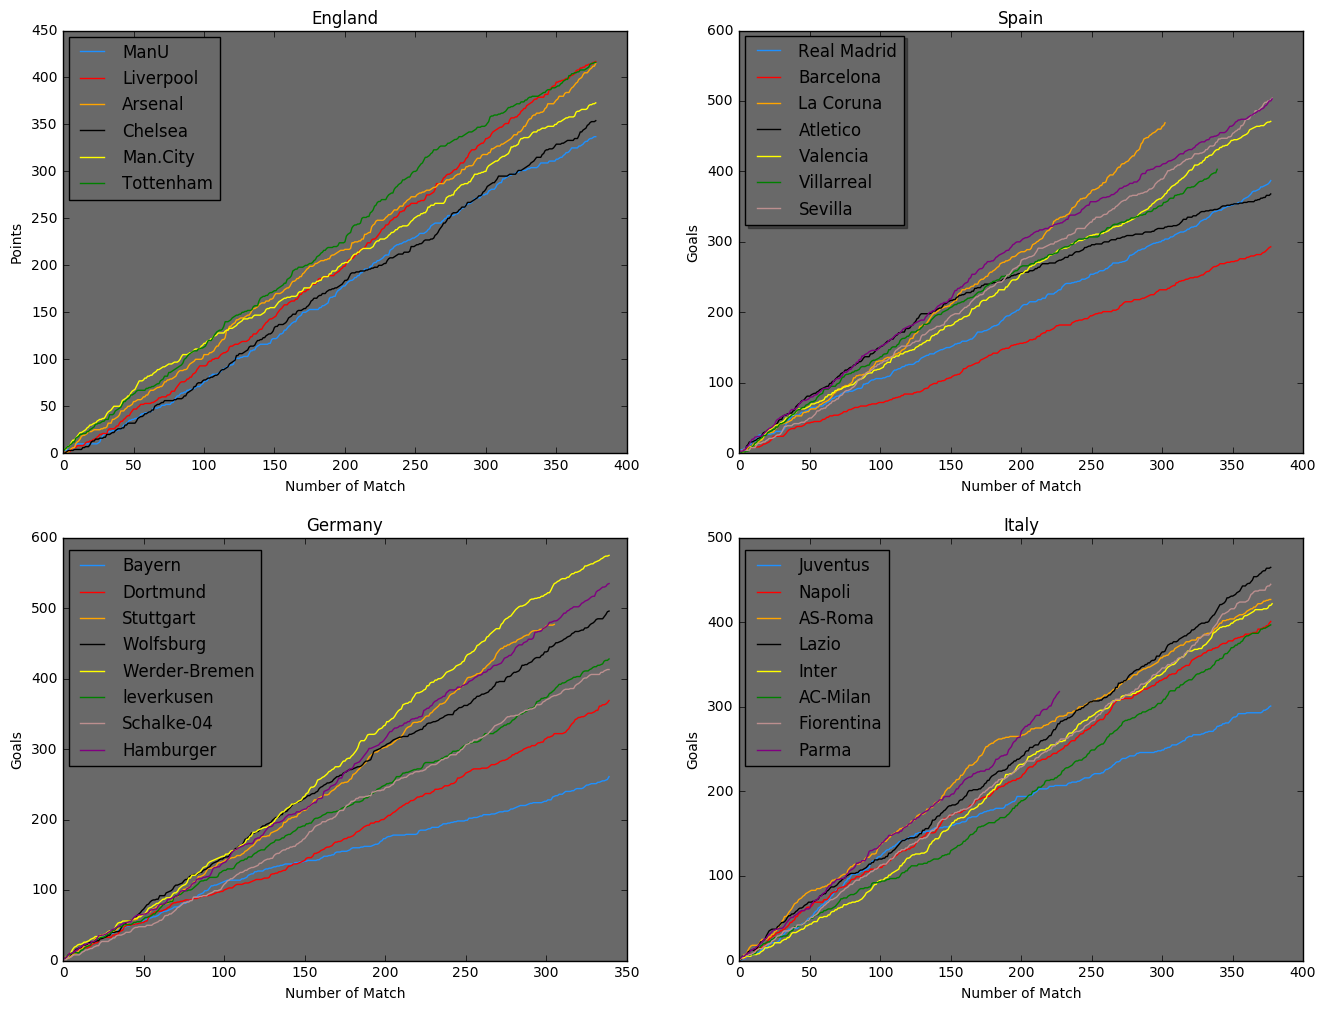 England
450
400
350
300
250
200
150
100
50
0
Points
ManU
Liverpool
Arsenal
Chelsea
Man.City
Tottenham
0 50 100 150 200 250 300 350 400
Number of Match
Spain
600
500
400
300
200
100
0
Goals
Real Madrid
Barcelona
La Coruna
Atletico
Valencia
Villarreal
Sevilla
0 50 100 150 200 250 300 350 400
Number of Match
Germany
600
500
400
300
200
100
0
Goals
Bayern
Dortmund
Stuttgart
Wolfsburg
Werder-Bremen
leverkusen
Schalke-04
Hamburger
0 50 100 150 200 250 300 350
Number of Match
Italy
500
400
300
200
100
0
Goals
Juventus
Napoli
AS-Roma
Lazio
Inter
AC-Milan
Fiorentina
Parma
0 50 100 150 200 250 300 350 400
Number of Match